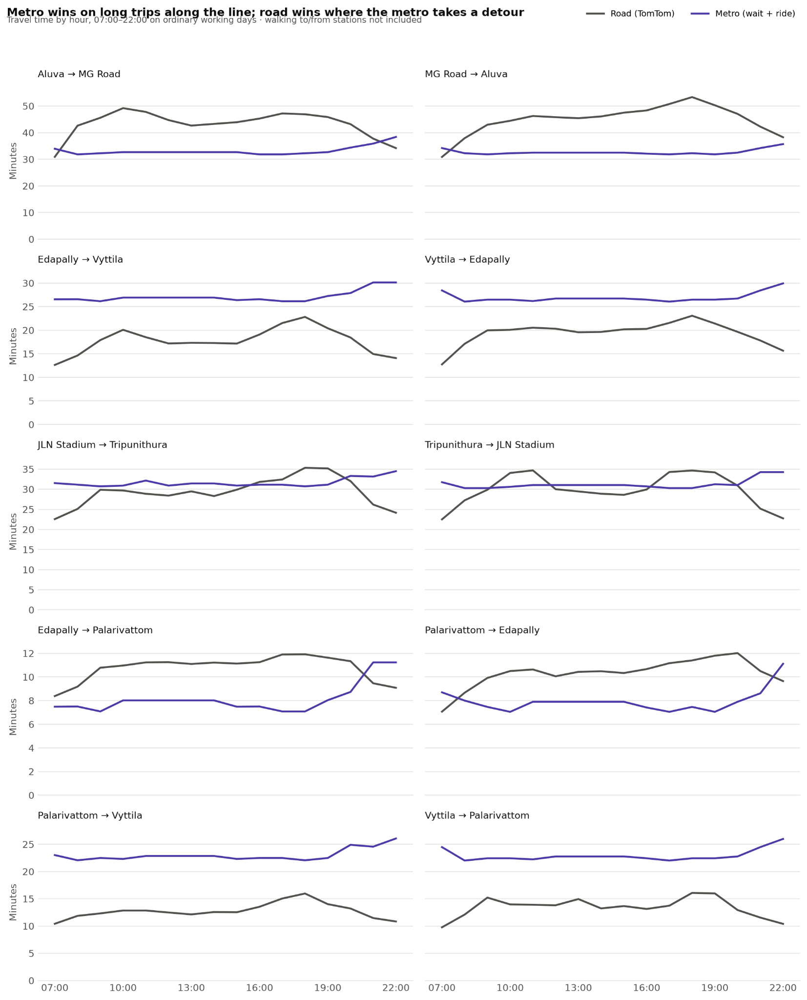 Metro wins on long trips along the line; road wins where the metro takes a detour
Travel time by hour, 07:00–22:00 on ordinary working days · walking to/from stations not included
Road (TomTom)
Metro (wait + ride)
Aluva → MG Road
MG Road → Aluva
Minutes
50
40
30
20
10
0
Edapally → Vyttila
Vyttila → Edapally
Minutes
30
25
20
15
10
5
0
JLN Stadium → Tripunithura
Tripunithura → JLN Stadium
Minutes
35
30
25
20
15
10
5
0
Edapally → Palarivattom
Palarivattom → Edapally
Minutes
12
10
8
6
4
2
0
Palarivattom → Vyttila
Vyttila → Palarivattom
Minutes
25
20
15
10
5
0
07:00 10:00 13:00 16:00 19:00 22:00
07:00 10:00 13:00 16:00 19:00 22:00